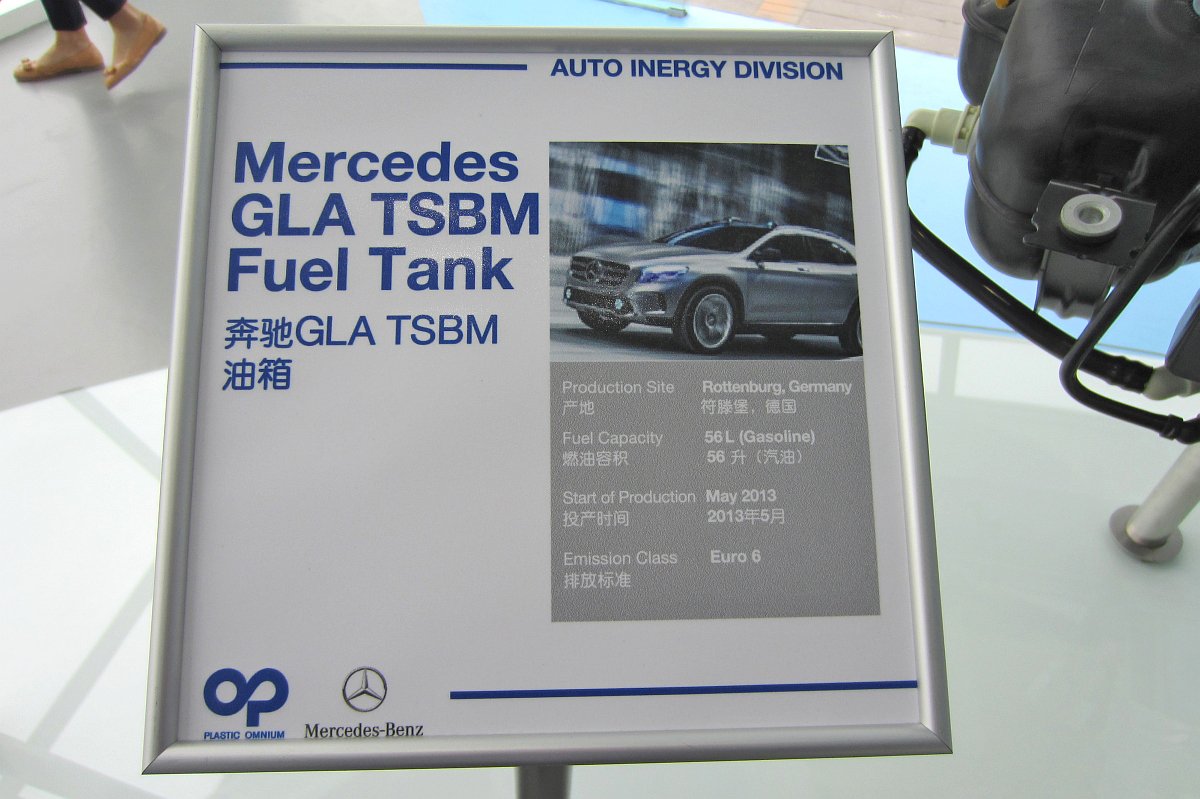 AUTO INERGY DIVISION
Mercedes
GLA TSBM
Fuel Tank
奔驰GLA TSBM
油箱
Production Site Rottenburg, Germany
产地 符滕堡，德国
Fuel Capacity 56 L (Gasoline)
燃油容积 56 升（汽油）
Start of Production May 2013
投产时间 2013年5月
Emission Class Euro 6
排放标准
OP
PLASTIC OMNIUM
Mercedes-Benz